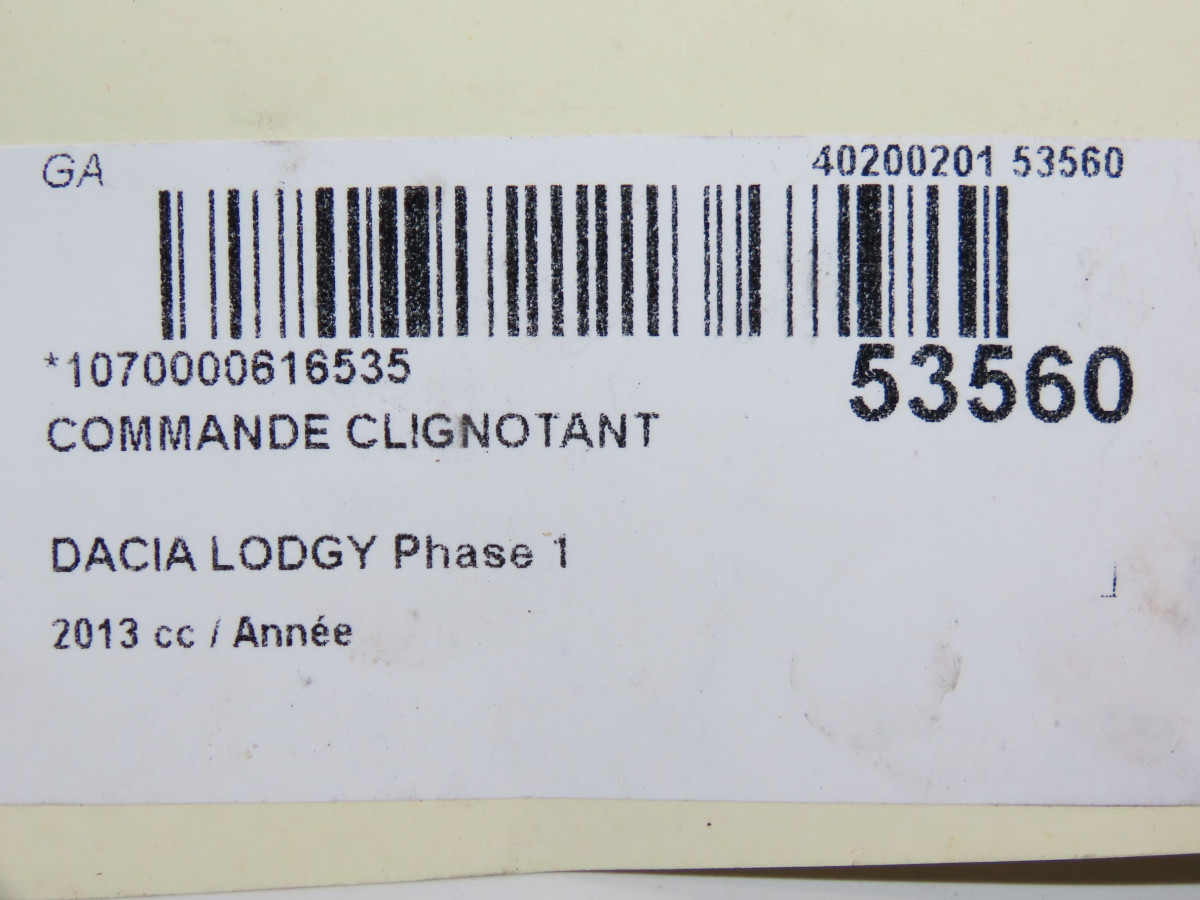 GA 40200201 53560
*1070000616535
53560
COMMANDE CLIGNOTANT
DACIA LODGY Phase 1
2013 cc / Année